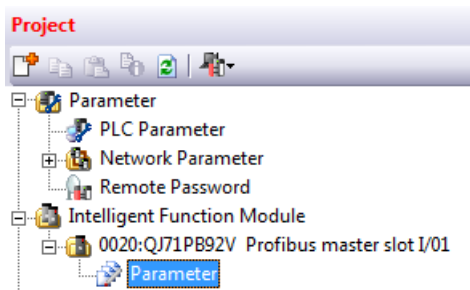 Project
Parameter
PLC Parameter
Network Parameter
Remote Password
Intelligent Function Module
0020:QJ71PB92V Profibus master slot I/01
Parameter